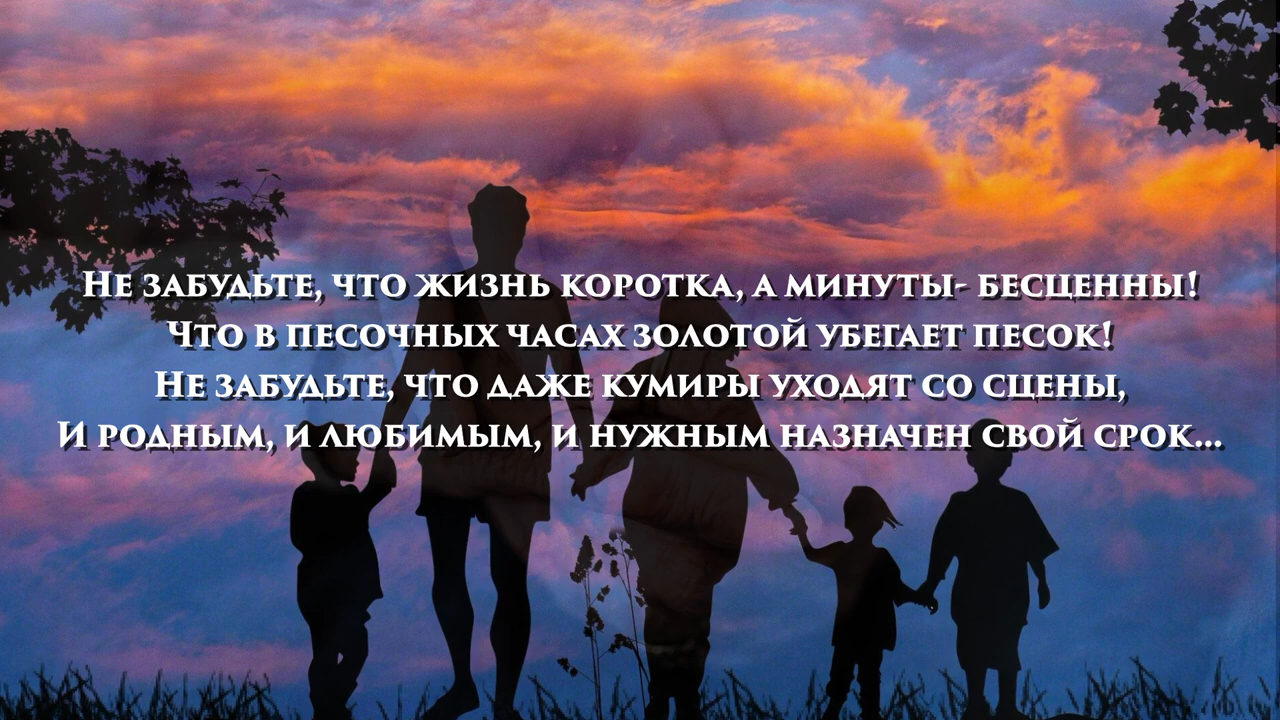 Не забудьте, что жизнь коротка, а минуты- бесценны!
Что в песочных часах золотой убегает песок!
Не забудьте, что даже кумиры уходят со сцены,
И родным, и любимым, и нужным назначен свой срок...